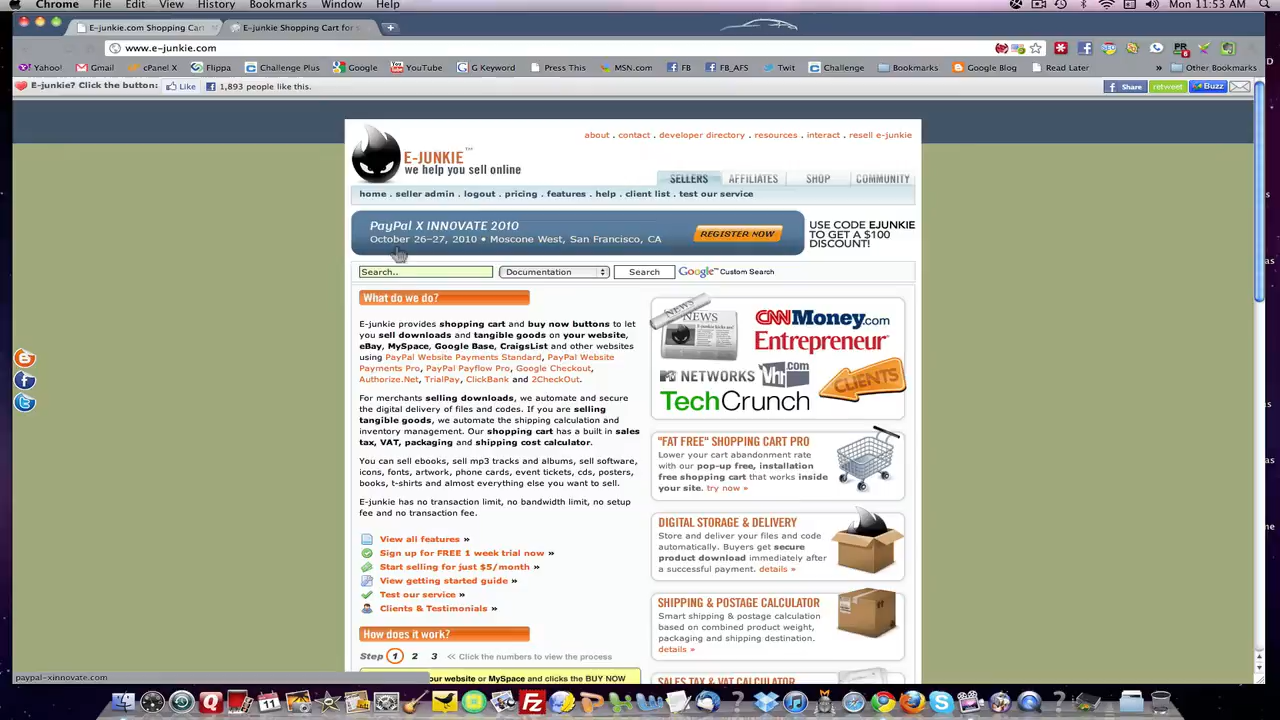 Chrome File Edit View History Bookmarks Window Help
Mon 11:53 AM
E-junkie.com Shopping Cart
E-junkie Shopping Cart for s
www.e-junkie.com
Yahoo! Gmail cPanel X Flippa Challenge Plus Google YouTube G Keyword Press This MSN.com FB FB_AFS Twit Challenge Bookmarks Google Blog Read Later » Other Bookmarks
E-junkie? Click the button: Like 1,893 people like this. Share retweet Buzz
about . contact . developer directory . resources . interact . resell e-junkie
E-JUNKIE™
we help you sell online
SELLERS AFFILIATES SHOP COMMUNITY
home . seller admin . logout . pricing . features . help . client list . test our service
PayPal X INNOVATE 2010
October 26–27, 2010 • Moscone West, San Francisco, CA
REGISTER NOW
USE CODE EJUNKIE
TO GET A $100
DISCOUNT!
Search.. Documentation Search Google™ Custom Search
What do we do?
E-junkie provides shopping cart and buy now buttons to let
you sell downloads and tangible goods on your website,
eBay, MySpace, Google Base, CraigsList and other websites
using PayPal Website Payments Standard, PayPal Website
Payments Pro, PayPal Payflow Pro, Google Checkout,
Authorize.Net, TrialPay, ClickBank and 2CheckOut.
For merchants selling downloads, we automate and secure
the digital delivery of files and codes. If you are selling
tangible goods, we automate the shipping calculation and
inventory management. Our shopping cart has a built in sales
tax, VAT, packaging and shipping cost calculator.
You can sell ebooks, sell mp3 tracks and albums, sell software,
icons, fonts, artwork, phone cards, event tickets, cds, posters,
books, t-shirts and almost everything else you want to sell.
E-junkie has no transaction limit, no bandwidth limit, no setup
fee and no transaction fee.
View all features »
Sign up for FREE 1 week trial now »
Start selling for just $5/month »
View getting started guide »
Test our service »
Clients & Testimonials »
How does it work?
Step 1 2 3 << Click the numbers to view the process
our website or MySpace and clicks the BUY NOW
NEWS
CNNMoney.com
Entrepreneur
NETWORKS Vh1.com
TechCrunch
CLIENTS
"FAT FREE" SHOPPING CART PRO
Lower your cart abandonment rate
with our pop-up free, installation
free shopping cart that works inside
your site. try now »
DIGITAL STORAGE & DELIVERY
Store and deliver your files and code
automatically. Buyers get secure
product download immediately after
a successful payment. details »
SHIPPING & POSTAGE CALCULATOR
Smart shipping & postage calculation
based on combined product weight,
packaging and shipping destination.
details »
SALES TAX & VAT CALCULATOR
paypal-xinnovate.com